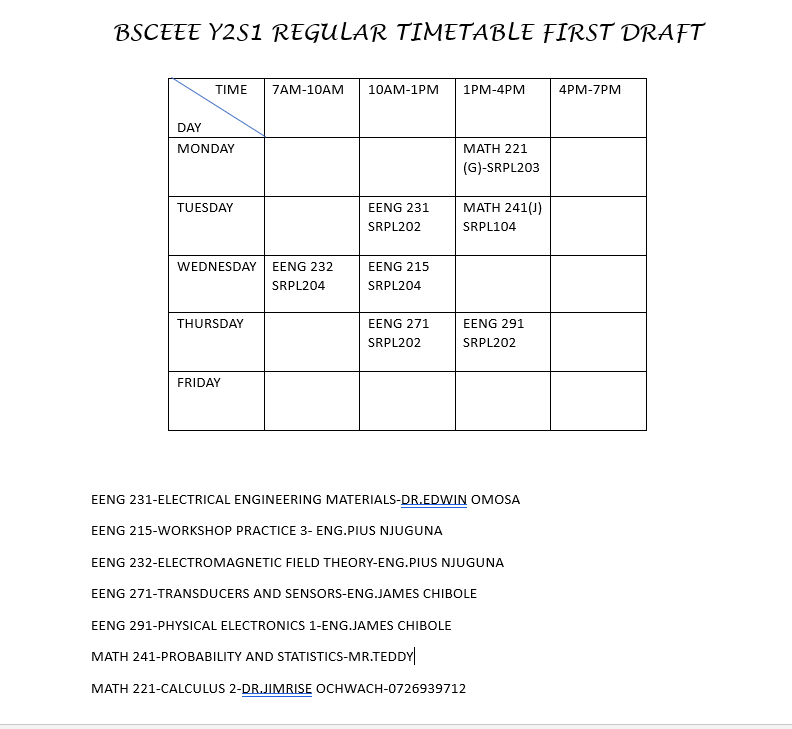 BSCEEE Y2S1 REGULAR TIMETABLE FIRST DRAFT
TIME 7AM-10AM 10AM-1PM 1PM-4PM 4PM-7PM
DAY
MONDAY MATH 221
(G)-SRPL203
TUESDAY EENG 231 MATH 241(J)
SRPL202 SRPL104
WEDNESDAY EENG 232 EENG 215
SRPL204 SRPL204
THURSDAY EENG 271 EENG 291
SRPL202 SRPL202
FRIDAY
EENG 231-ELECTRICAL ENGINEERING MATERIALS-DR.EDWIN OMOSA
EENG 215-WORKSHOP PRACTICE 3- ENG.PIUS NJUGUNA
EENG 232-ELECTROMAGNETIC FIELD THEORY-ENG.PIUS NJUGUNA
EENG 271-TRANSDUCERS AND SENSORS-ENG.JAMES CHIBOLE
EENG 291-PHYSICAL ELECTRONICS 1-ENG.JAMES CHIBOLE
MATH 241-PROBABILITY AND STATISTICS-MR.TEDDY
MATH 221-CALCULUS 2-DR.JIMRISE OCHWACH-0726939712